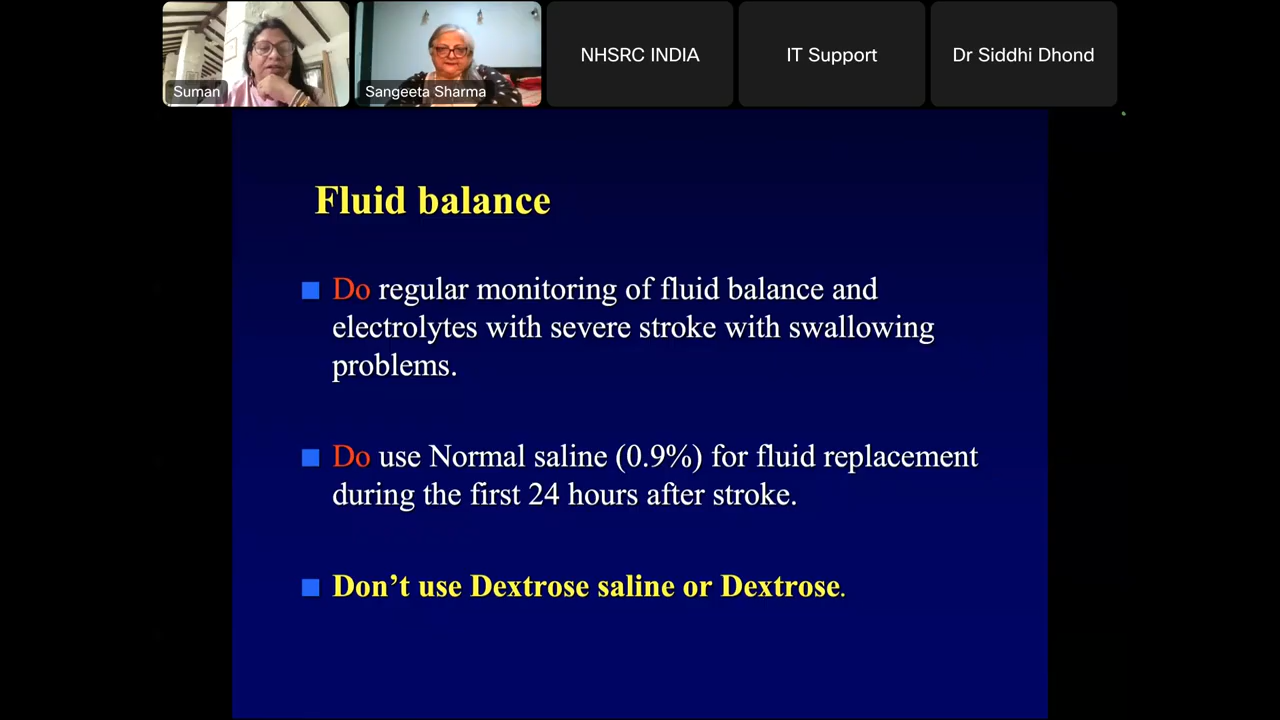 Suman
Sangeeta Sharma
NHSRC INDIA
IT Support
Dr Siddhi Dhond
Fluid balance
Do regular monitoring of fluid balance and
electrolytes with severe stroke with swallowing
problems.
Do use Normal saline (0.9%) for fluid replacement
during the first 24 hours after stroke.
Don’t use Dextrose saline or Dextrose.